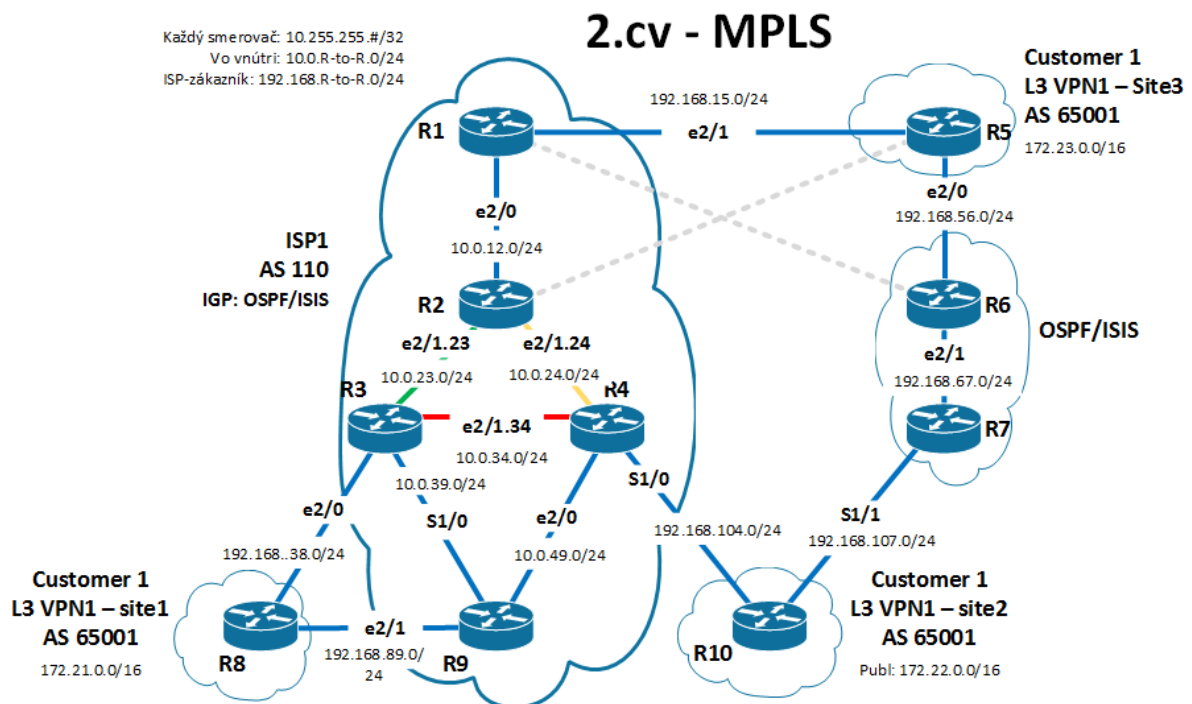 2.cv - MPLS
Každý smerovač: 10.255.255.#/32
Vo vnútri: 10.0.R-to-R.0/24
ISP-zákazník: 192.168.R-to-R.0/24
Customer 1
L3 VPN1 – Site3
AS 65001
172.23.0.0/16
192.168.15.0/24
R1
e2/1
R5
e2/0
10.0.12.0/24
e2/0
192.168.56.0/24
ISP1
AS 110
IGP: OSPF/ISIS
R2
R6
OSPF/ISIS
e2/1.23
e2/1.24
e2/1
10.0.23.0/24
10.0.24.0/24
192.168.67.0/24
R3
R4
R7
e2/1.34
10.0.34.0/24
10.0.39.0/24
S1/0
e2/0
S1/0
e2/0
S1/1
192.168..38.0/24
10.0.49.0/24
192.168.104.0/24
192.168.107.0/24
Customer 1
L3 VPN1 – site1
AS 65001
172.21.0.0/16
R8
e2/1
192.168.89.0/
24
R9
R10
Customer 1
L3 VPN1 – site2
AS 65001
Publ: 172.22.0.0/16